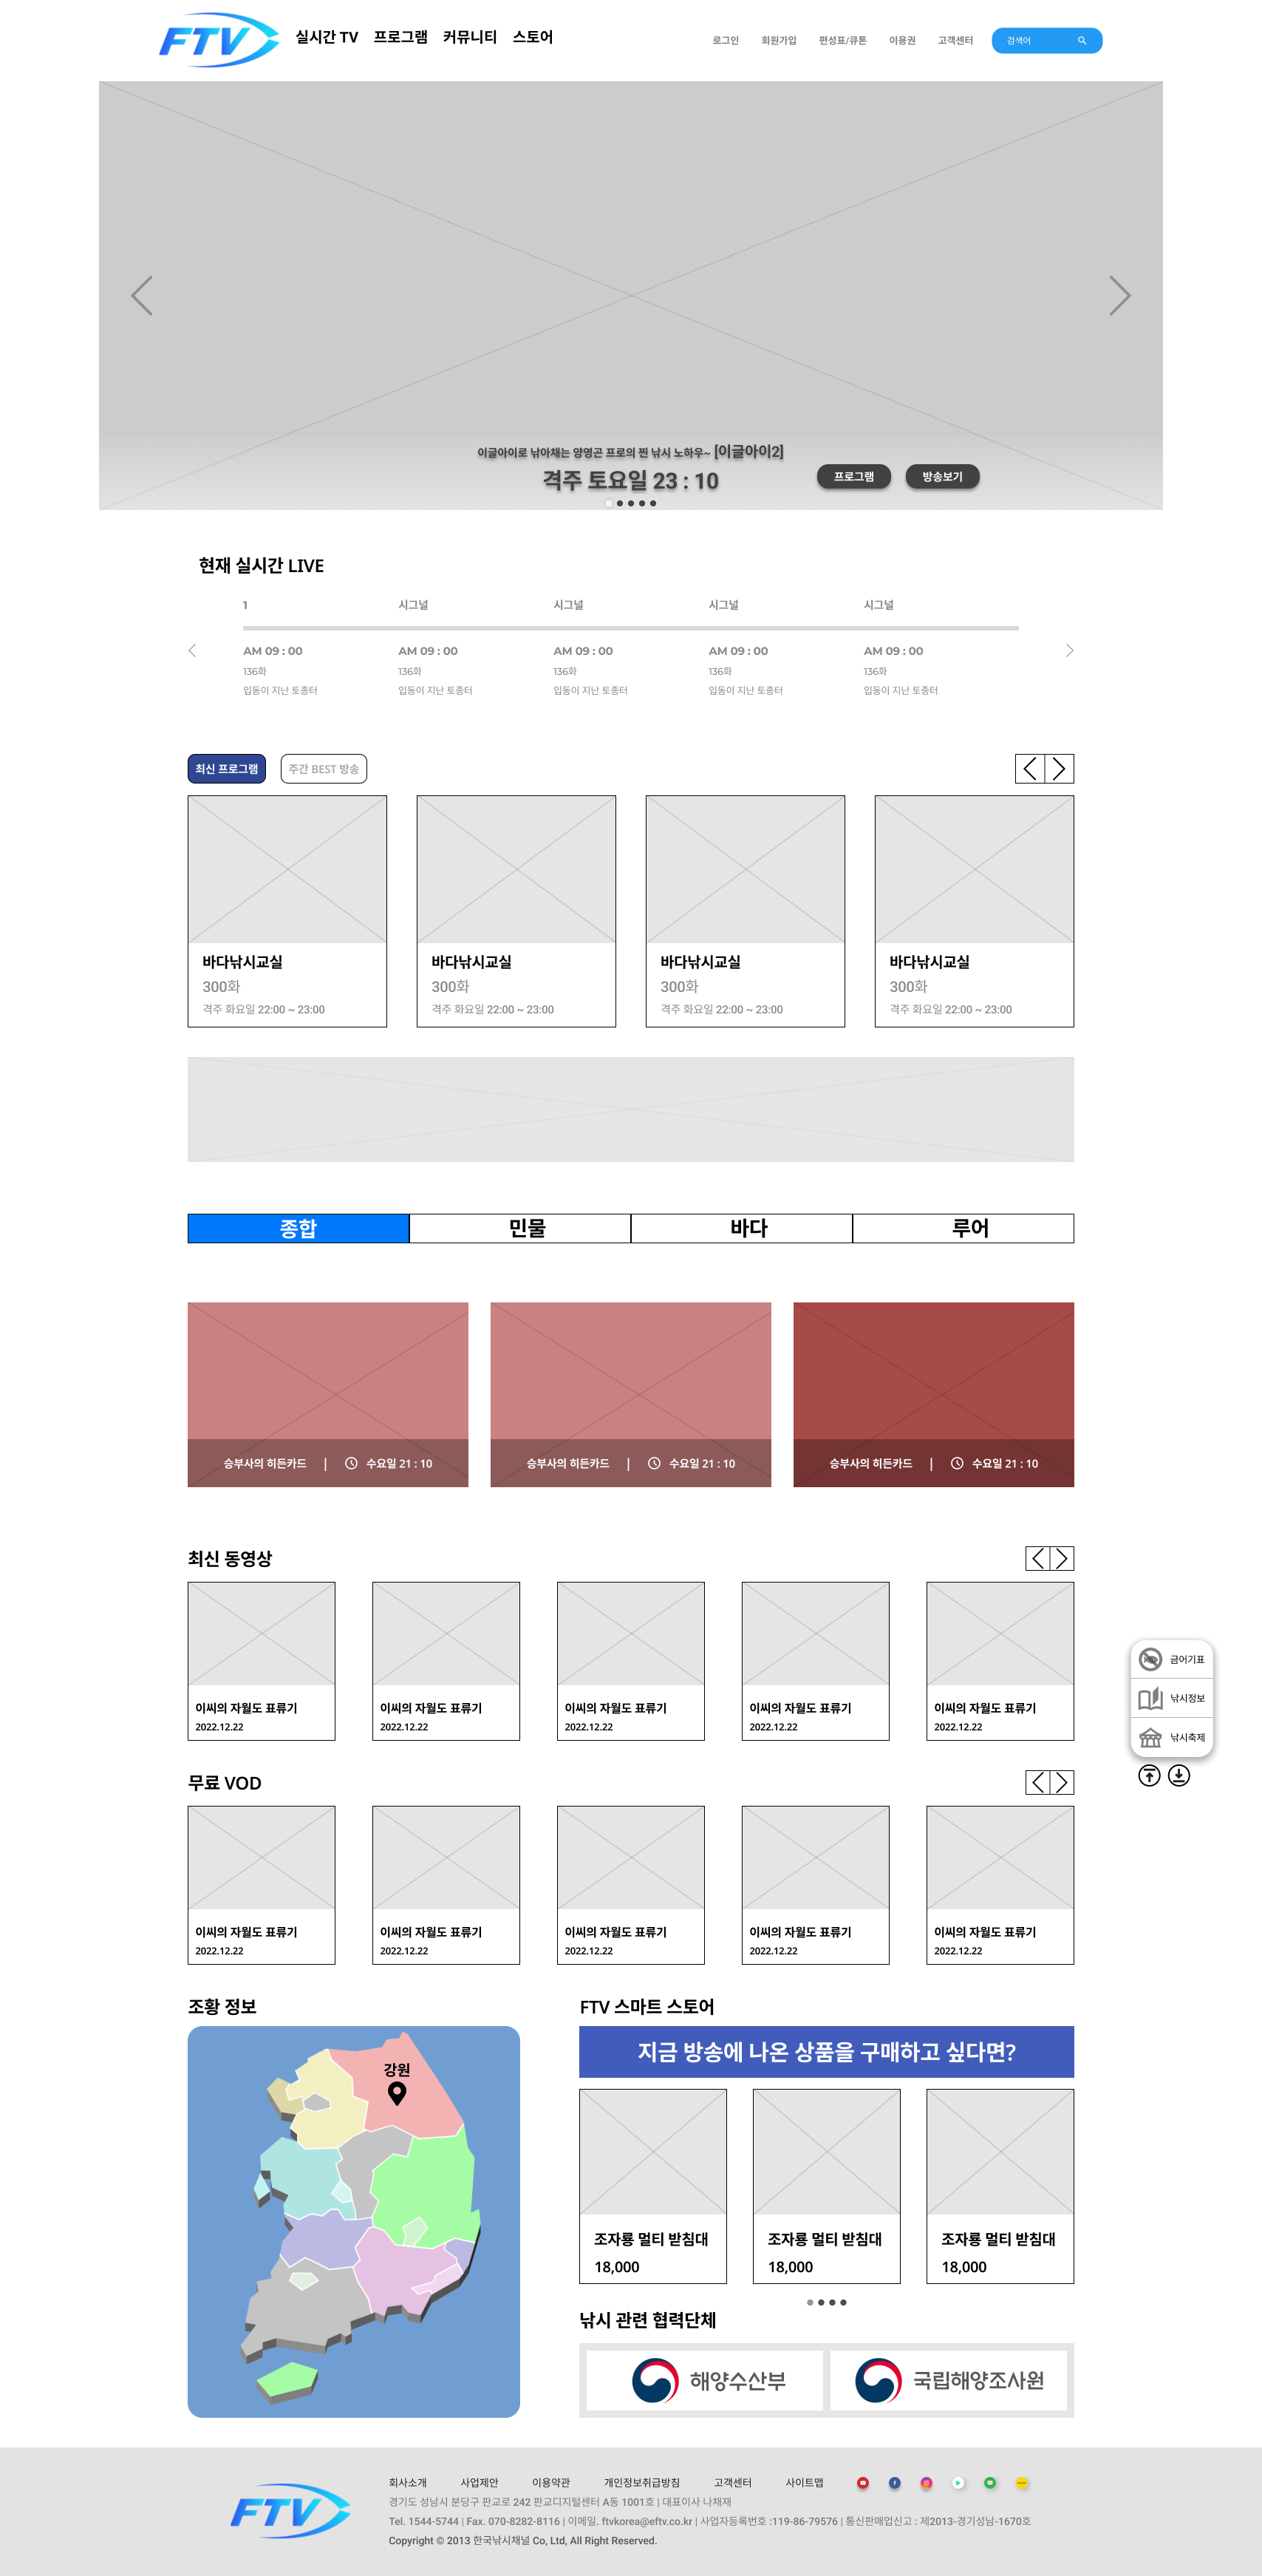 FTV 실시간 TV 프로그램 커뮤니티 스토어 로그인 회원가입 편성표/큐톤 이용권 고객센터 검색어
이글아이로 낚아채는 양영곤 프로의 찐 낚시 노하우~ [이글아이2]
격주 토요일 23 : 10
프로그램 방송보기
현재 실시간 LIVE
1 시그널 시그널 시그널 시그널
AM 09 : 00 AM 09 : 00 AM 09 : 00 AM 09 : 00 AM 09 : 00
136화 136화 136화 136화 136화
입동이 지난 토종터 입동이 지난 토종터 입동이 지난 토종터 입동이 지난 토종터 입동이 지난 토종터
최신 프로그램 주간 BEST 방송
바다낚시교실 바다낚시교실 바다낚시교실 바다낚시교실
300화 300화 300화 300화
격주 화요일 22:00 ~ 23:00 격주 화요일 22:00 ~ 23:00 격주 화요일 22:00 ~ 23:00 격주 화요일 22:00 ~ 23:00
종합 민물 바다 루어
승부사의 히든카드 | 수요일 21 : 10 승부사의 히든카드 | 수요일 21 : 10 승부사의 히든카드 | 수요일 21 : 10
최신 동영상
이씨의 자월도 표류기 이씨의 자월도 표류기 이씨의 자월도 표류기 이씨의 자월도 표류기 이씨의 자월도 표류기
2022.12.22 2022.12.22 2022.12.22 2022.12.22 2022.12.22
금어기표
낚시정보
낚시축제
무료 VOD
이씨의 자월도 표류기 이씨의 자월도 표류기 이씨의 자월도 표류기 이씨의 자월도 표류기 이씨의 자월도 표류기
2022.12.22 2022.12.22 2022.12.22 2022.12.22 2022.12.22
조황 정보
강원
FTV 스마트 스토어
지금 방송에 나온 상품을 구매하고 싶다면?
조자룡 멀티 받침대 조자룡 멀티 받침대 조자룡 멀티 받침대
18,000 18,000 18,000
낚시 관련 협력단체
해양수산부 국립해양조사원
FTV
회사소개 사업제안 이용약관 개인정보취급방침 고객센터 사이트맵
경기도 성남시 분당구 판교로 242 판교디지털센터 A동 1001호 | 대표이사 나채재
Tel. 1544-5744 | Fax. 070-8282-8116 | 이메일. ftvkorea@eftv.co.kr | 사업자등록번호 :119-86-79576 | 통신판매업신고 : 제2013-경기성남-1670호
Copyright © 2013 한국낚시채널 Co, Ltd, All Right Reserved.